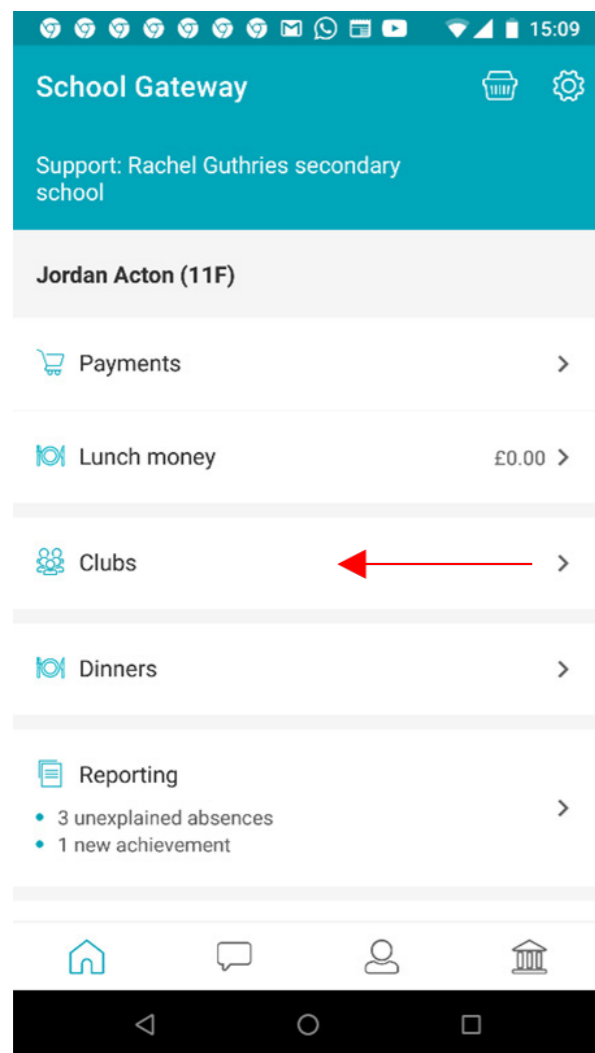 15:09
School Gateway
Support: Rachel Guthries secondary
school
Jordan Acton (11F)
Payments
Lunch money £0.00
Clubs
Dinners
Reporting
• 3 unexplained absences
• 1 new achievement